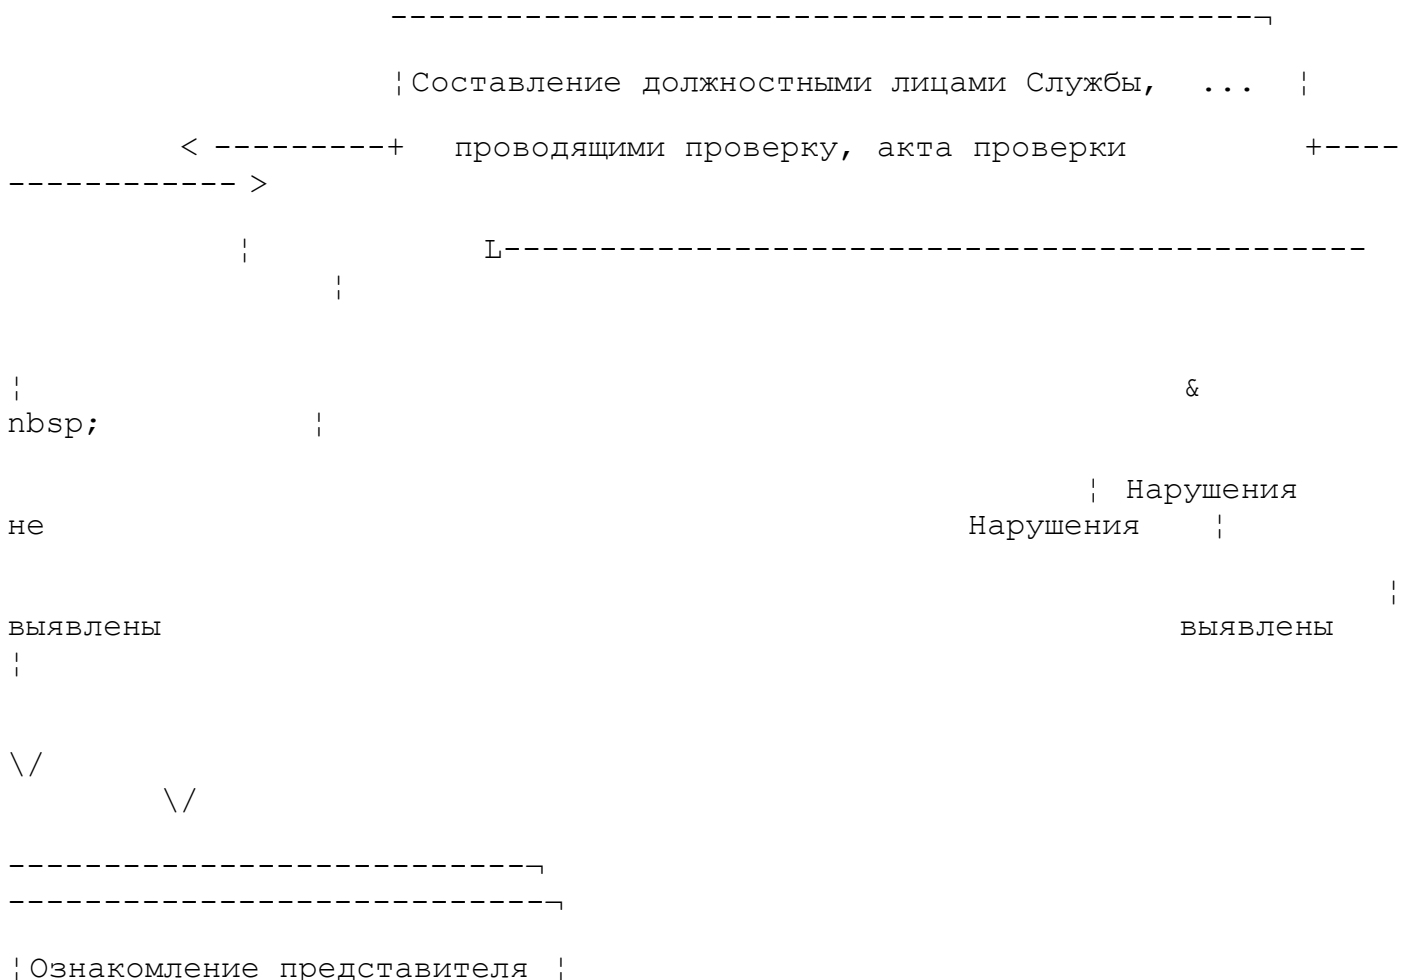 ---------------------------------------------¬
¦Составление должностными лицами Службы, ... ¦
< ---------+ проводящими проверку, акта проверки +----
------------ >
¦ L---------------------------------------------
¦
¦ &
nbsp; ¦
¦ Нарушения
не Нарушения ¦
¦
выявлены выявлены
¦
\/
\/
---------------------------¬
----------------------------¬
¦Ознакомление представителя ¦